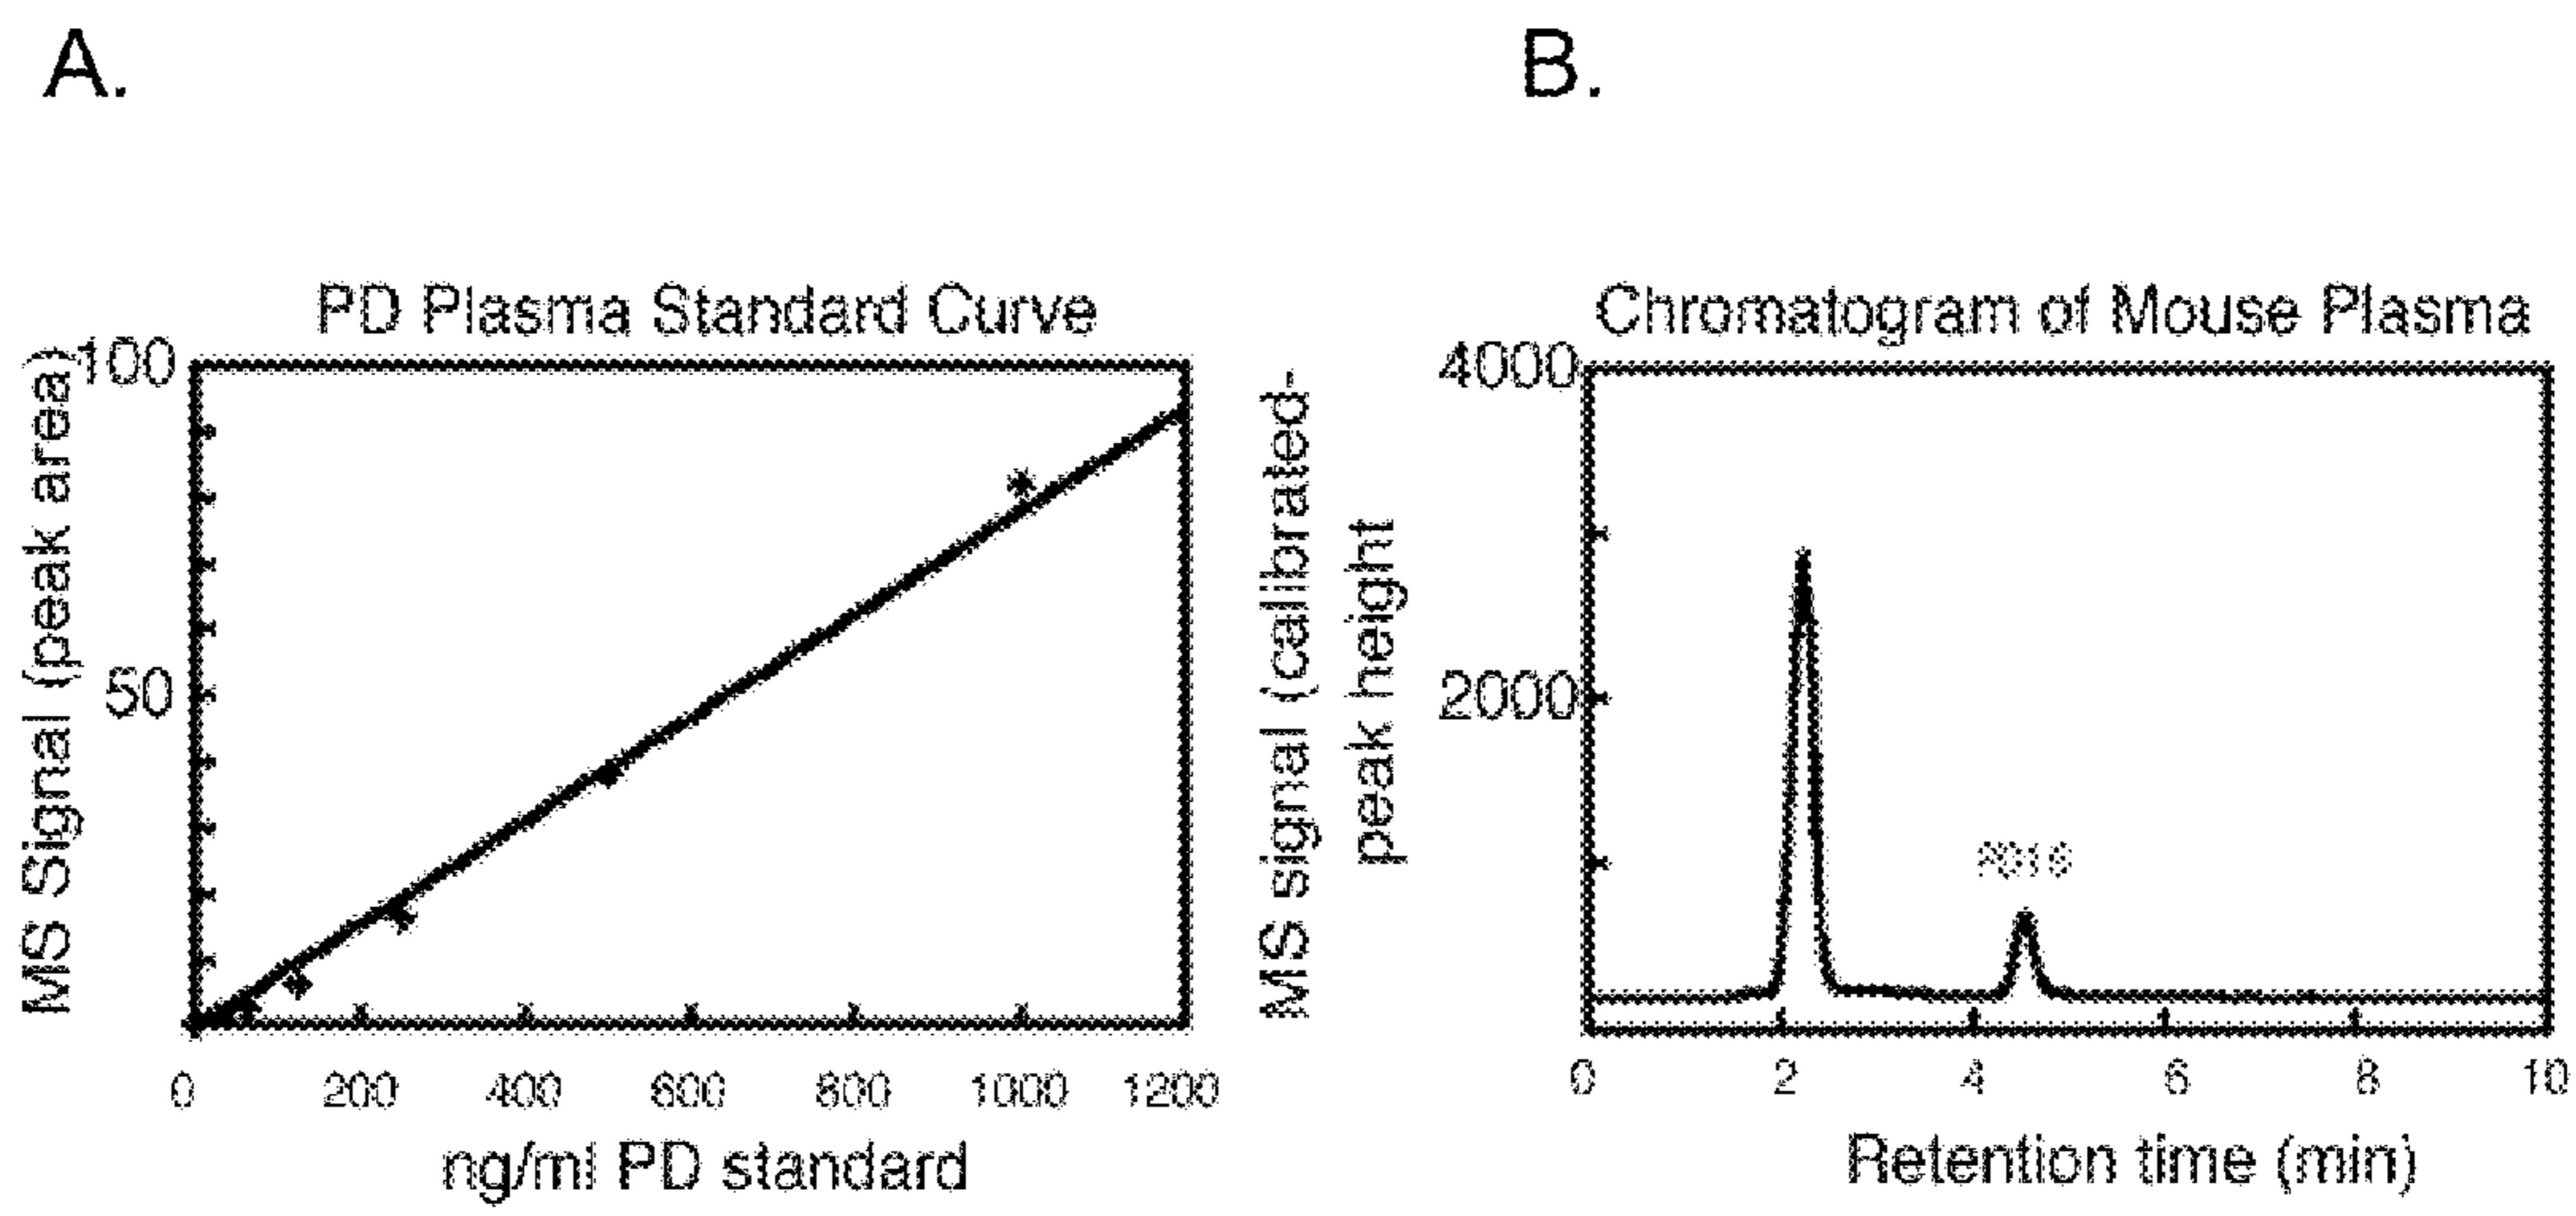 A.
B.
PD Plasma Standard Curve
MS Signal (peak area)
100
50
0 200 400 600 800 1000 1200
ng/ml PD standard
Chromatogram of Mouse Plasma
MS signal (calibrated-
peak height
4000
2000
0 2 4 6 8 10
Retention time (min)